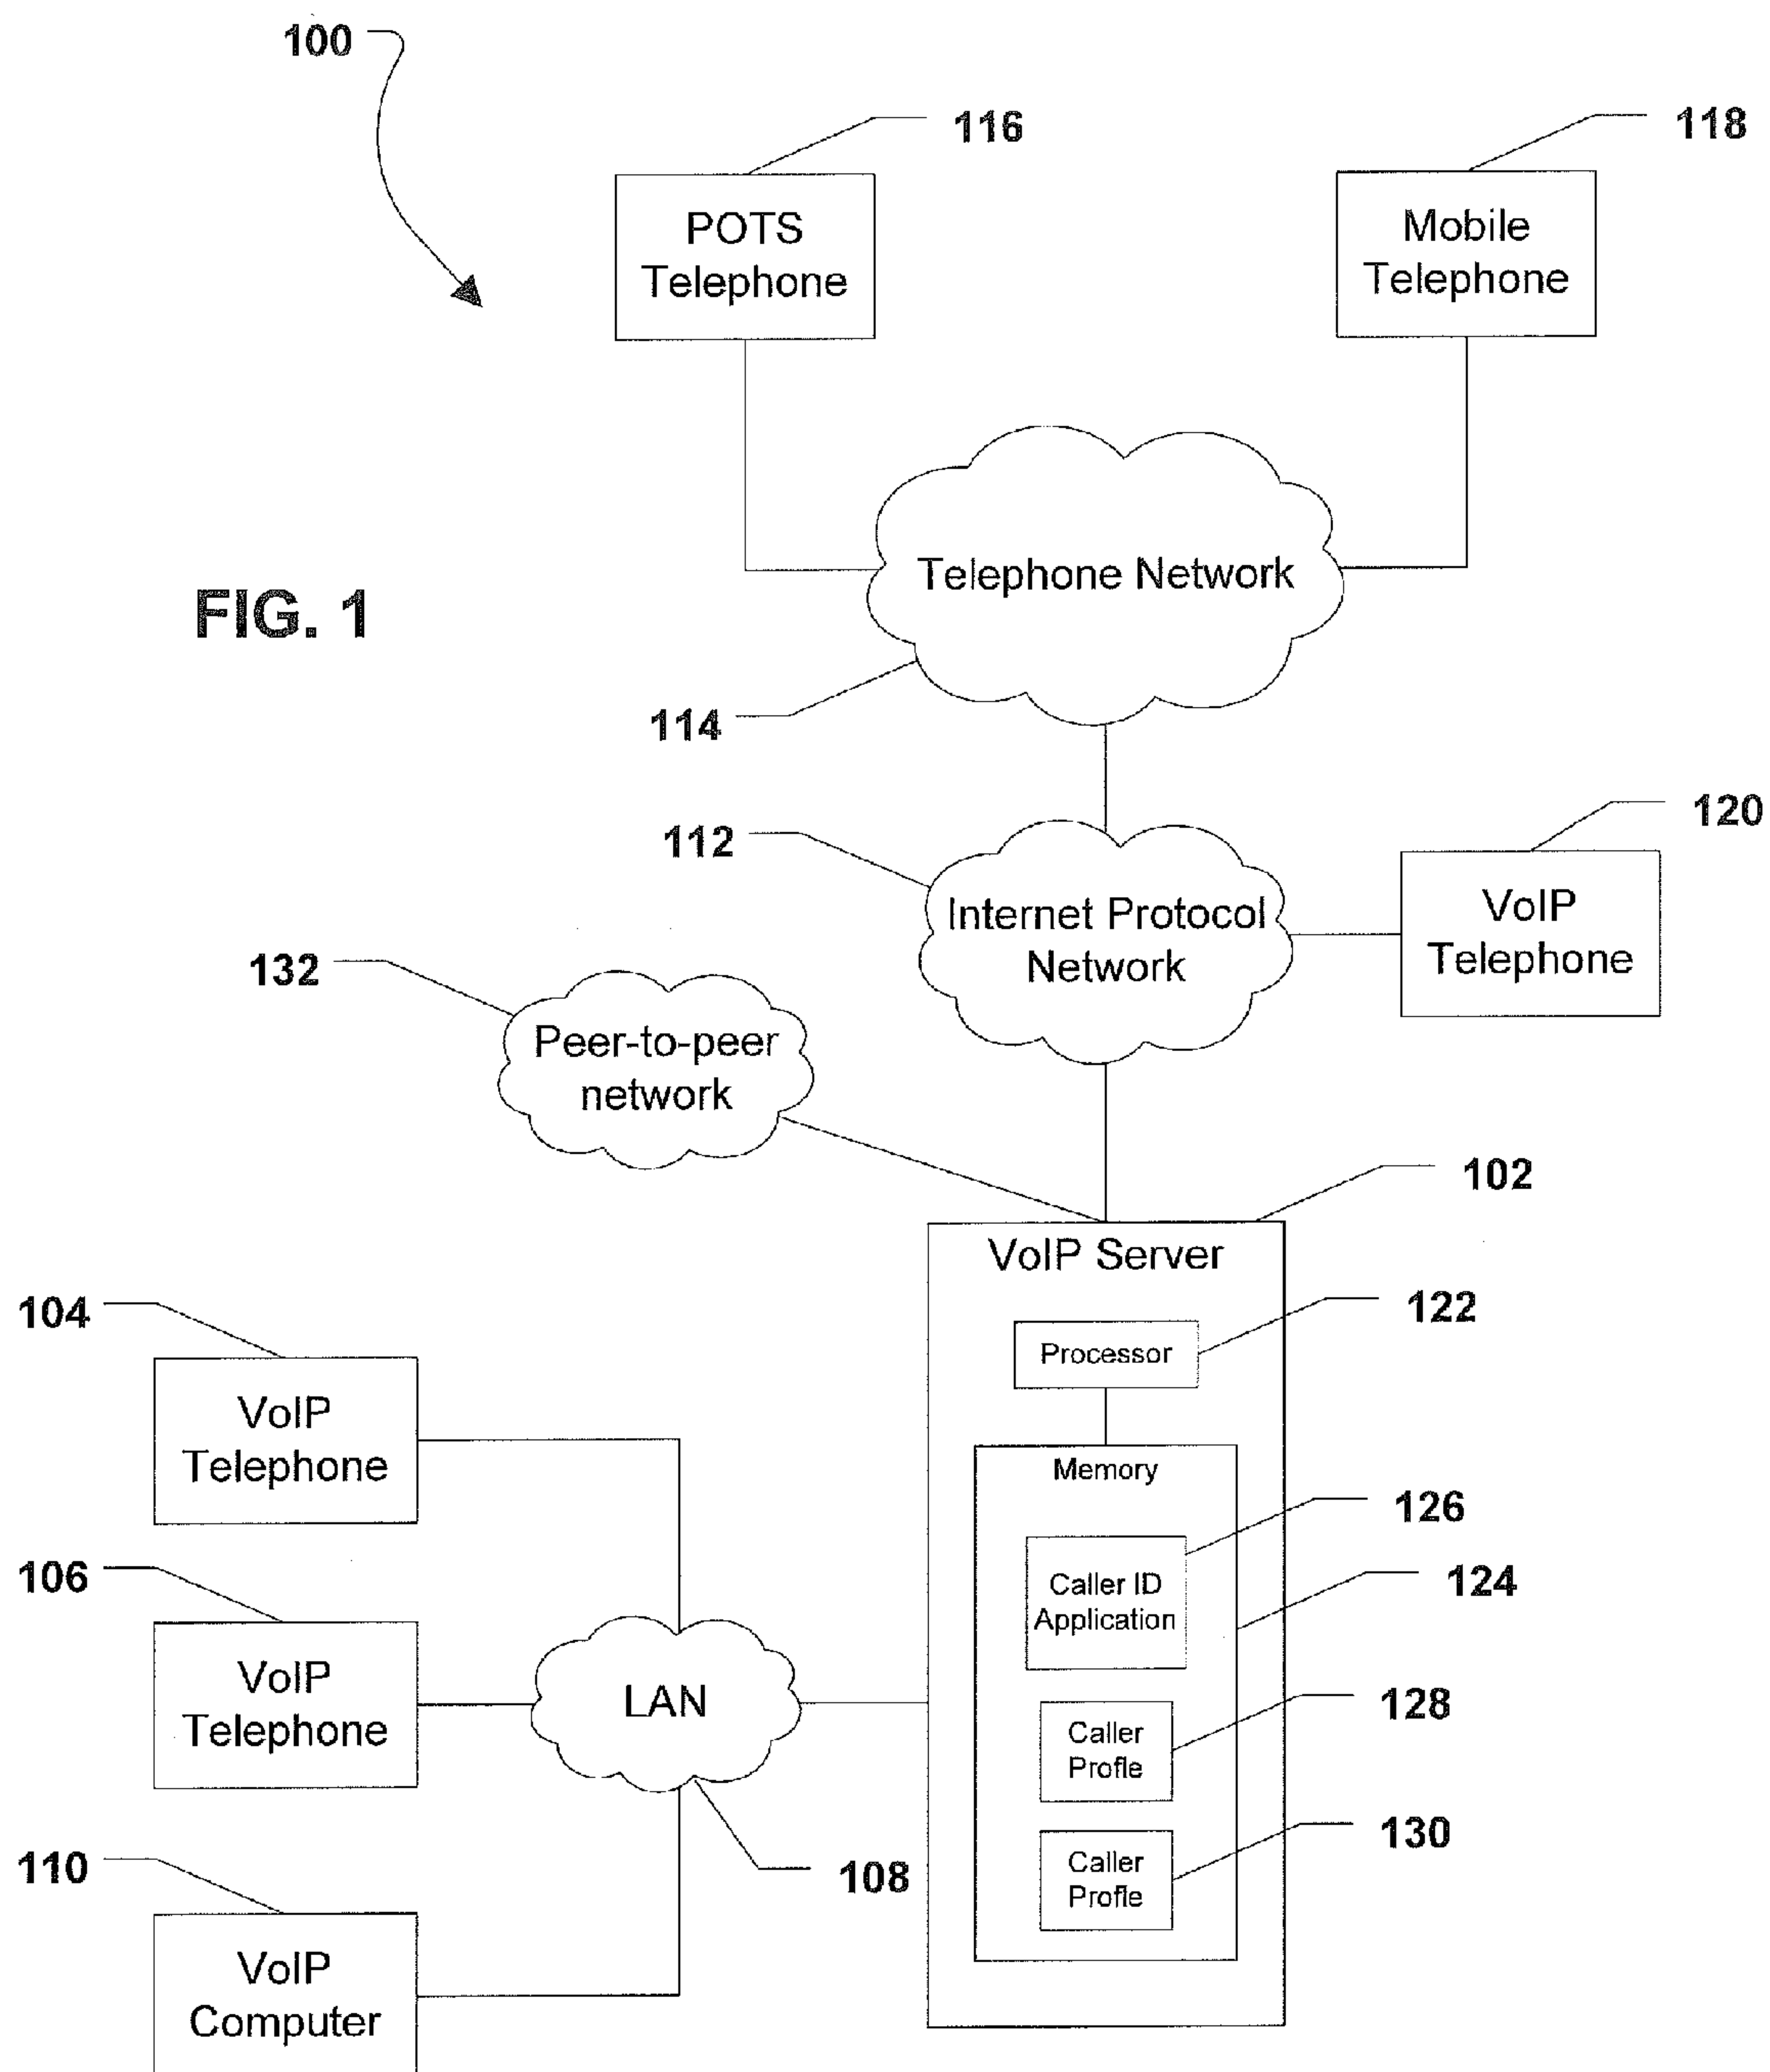 100
116
118
POTS
Telephone
Mobile
Telephone
Telephone Network
FIG. 1
114
112
120
Internet Protocol
Network
VoIP
Telephone
132
Peer-to-peer
network
102
VoIP Server
104
122
Processor
VoIP
Telephone
Memory
126
106
Caller ID
Application
124
VoIP
Telephone
LAN
128
Caller
Profle
110
108
130
Caller
Profle
VoIP
Computer